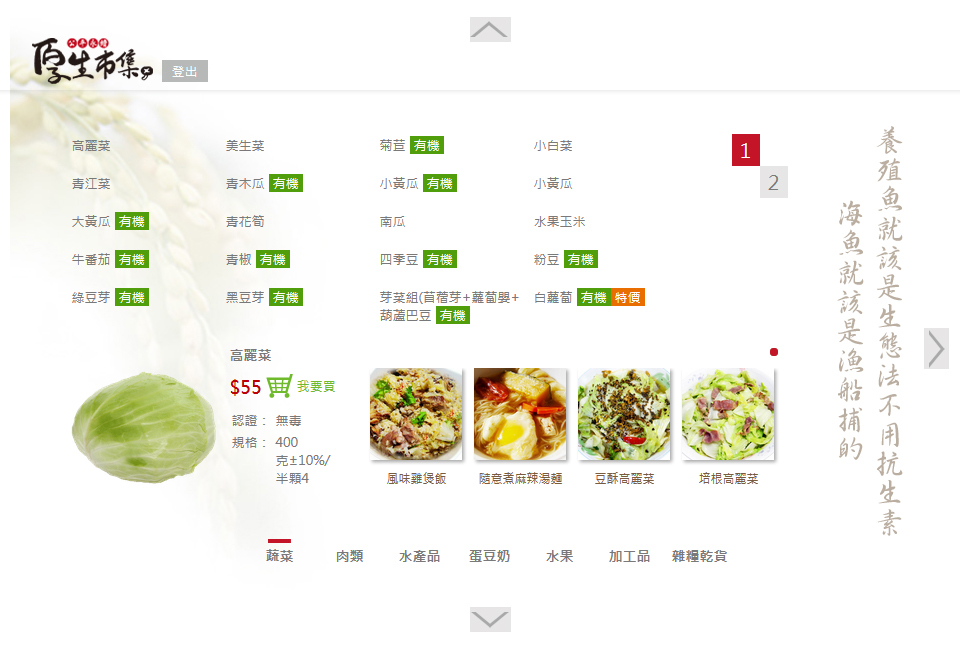 父子永續
厚生市集
登出
高麗菜 美生菜 菊苣 有機 小白菜
青江菜 青木瓜 有機 小黃瓜 有機 小黃瓜
大黃瓜 有機 青花筍 南瓜 水果玉米
牛番茄 有機 青椒 有機 四季豆 有機 粉豆 有機
綠豆芽 有機 黑豆芽 有機 芽菜組(苜蓿芽+蘿蔔嬰+
葫蘆巴豆 有機 白蘿蔔 有機 特價
1
2
養殖魚就該是生態法不用抗生素
海魚就該是漁船捕的
高麗菜
$55 我要買
認證： 無毒
規格： 400
克±10%/
半顆4
風味雞煲飯 隨意煮麻辣湯麵 豆酥高麗菜 培根高麗菜
蔬菜 肉類 水產品 蛋豆奶 水果 加工品 雜糧乾貨